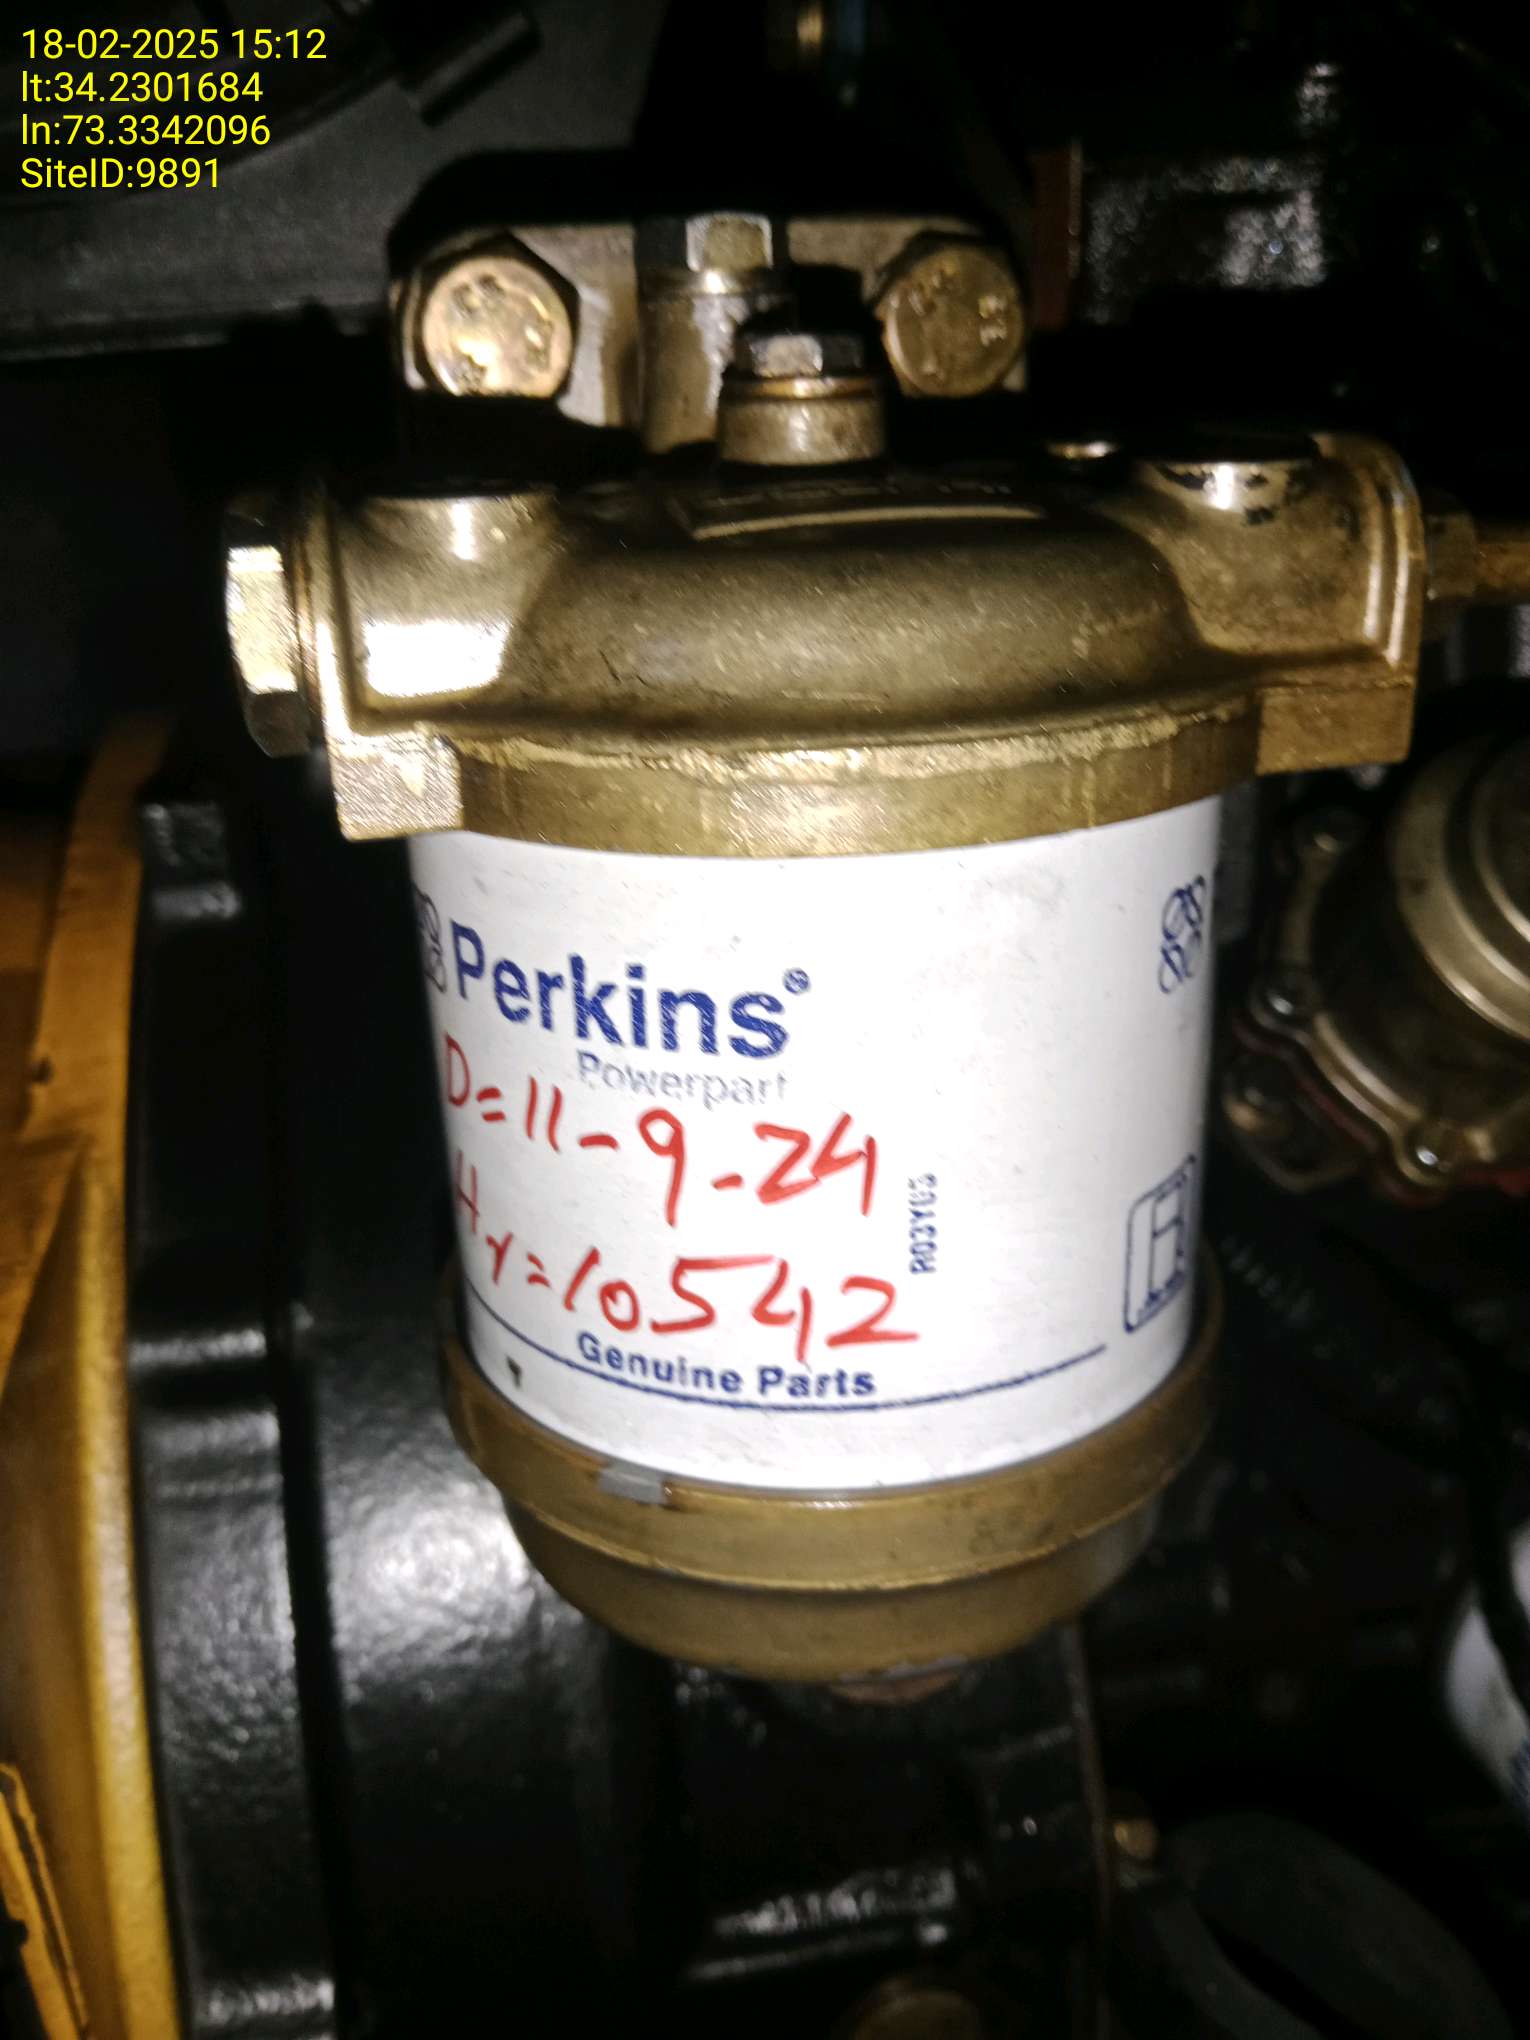 18-02-2025 15:12
lt:34.2301684
ln:73.3342096
SiteID:9891
Perkins®
Powerpart
D=11-9-24
Hr=10542
Genuine Parts